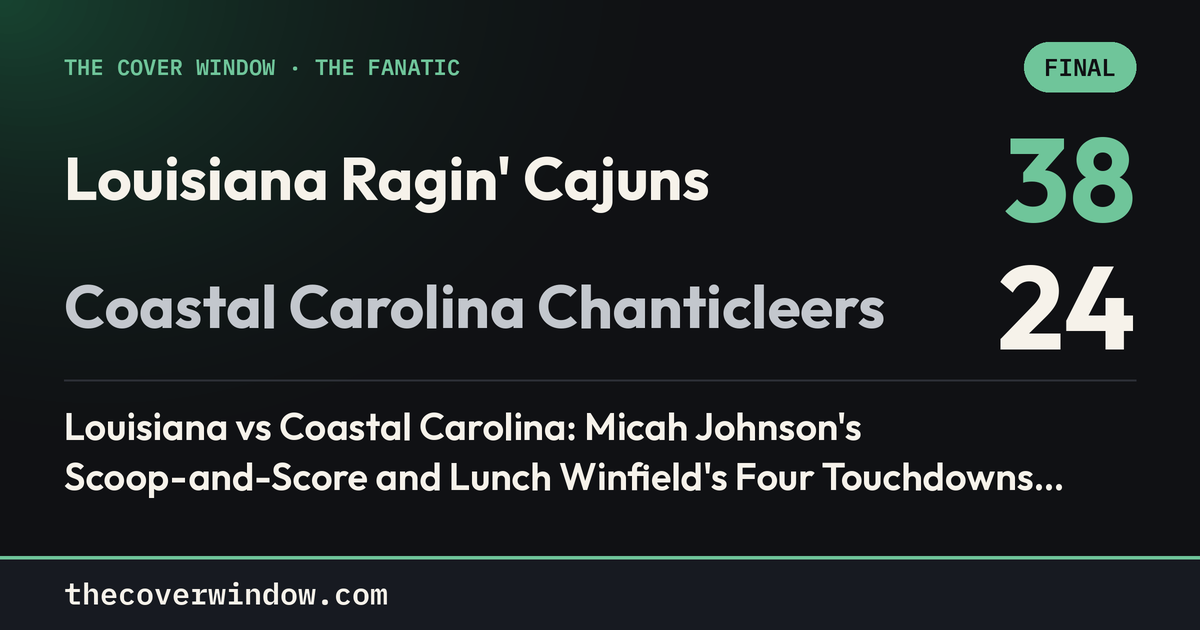 THE COVER WINDOW · THE FANATIC
FINAL
Louisiana Ragin' Cajuns 38
Coastal Carolina Chanticleers 24
Louisiana vs Coastal Carolina: Micah Johnson's
Scoop-and-Score and Lunch Winfield's Four Touchdowns...
thecoverwindow.com